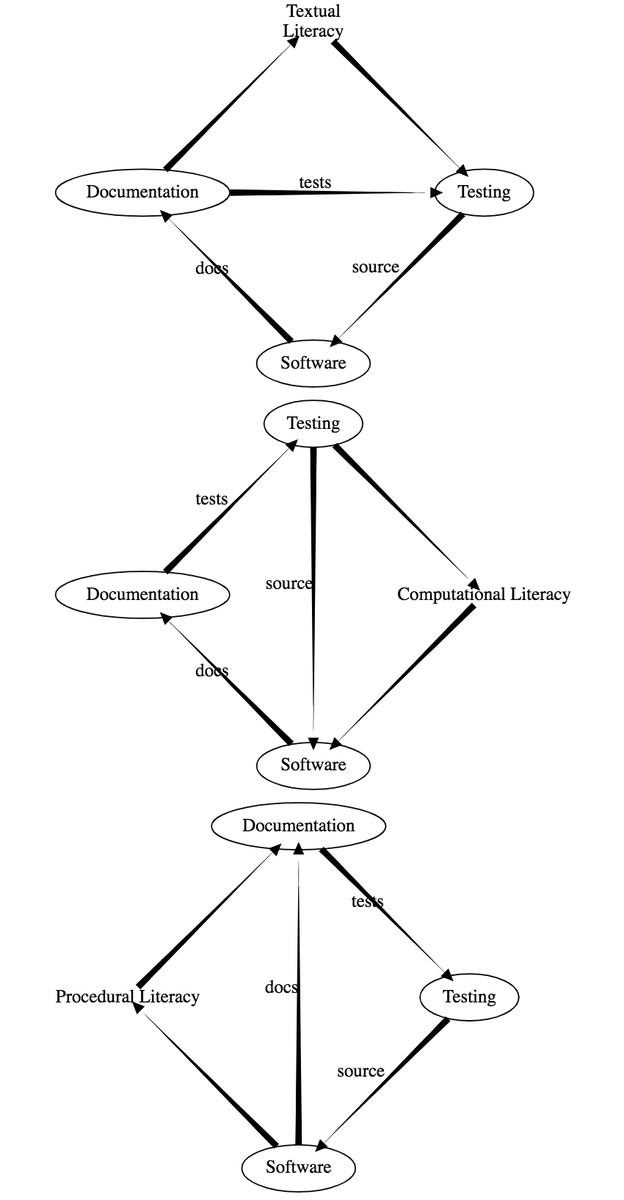 Textual
Literacy
Documentation
tests
Testing
docs
source
Software
Testing
tests
source
Documentation
Computational Literacy
docs
Software
Documentation
tests
docs
Procedural Literacy
Testing
source
Software